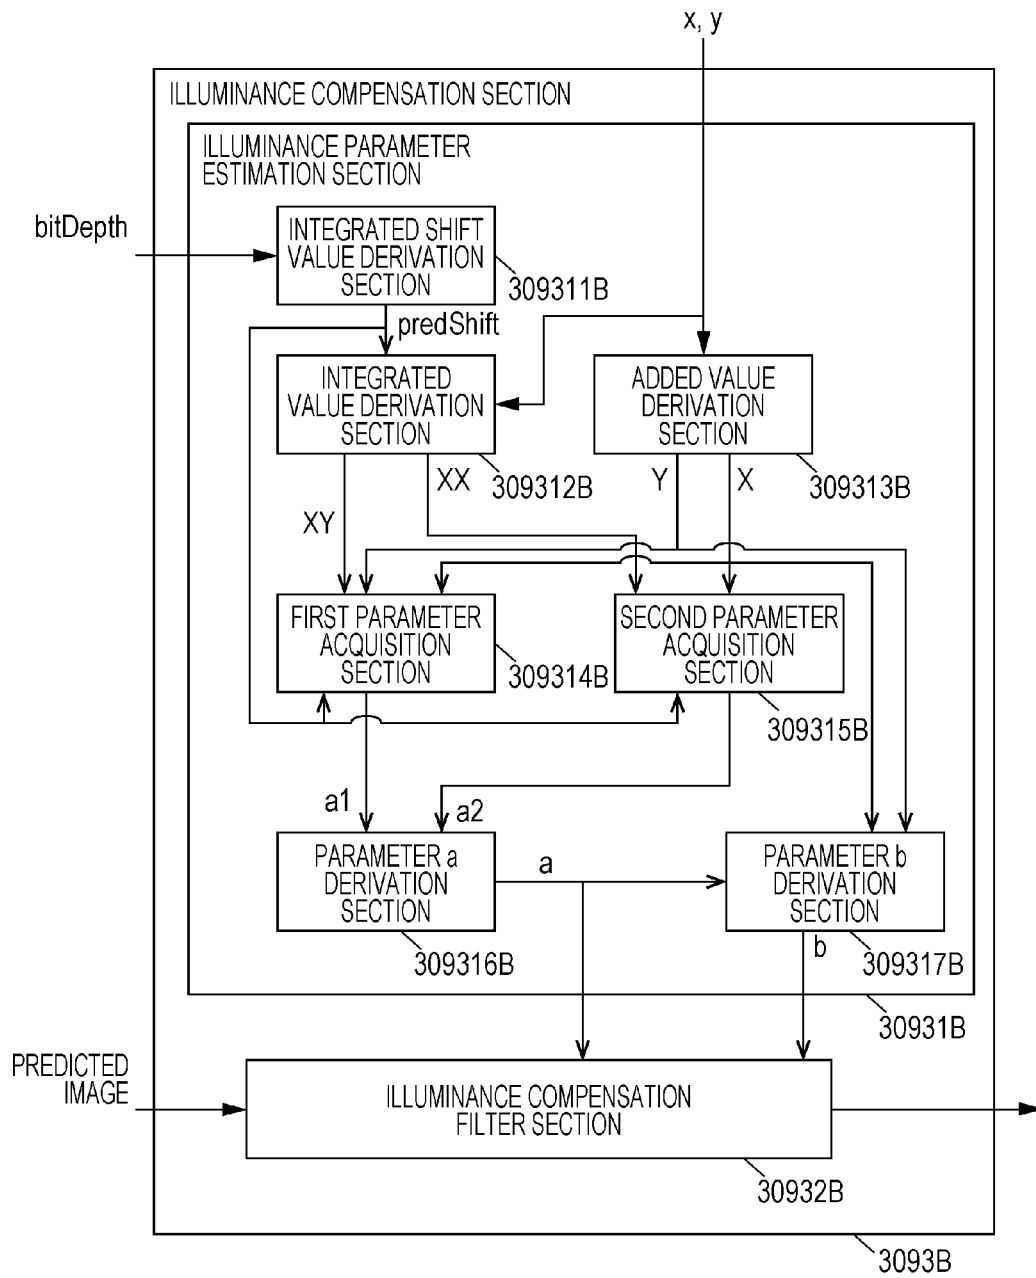 x, y
ILLUMINANCE COMPENSATION SECTION
ILLUMINANCE PARAMETER
ESTIMATION SECTION
bitDepth
INTEGRATED SHIFT
VALUE DERIVATION
SECTION
309311B
predShift
INTEGRATED
VALUE DERIVATION
SECTION
309312B
ADDED VALUE
DERIVATION
SECTION
309313B
XY
XX
Y
X
FIRST PARAMETER
ACQUISITION
SECTION
309314B
SECOND PARAMETER
ACQUISITION
SECTION
309315B
a1
a2
PARAMETER a
DERIVATION
SECTION
309316B
a
PARAMETER b
DERIVATION
SECTION
309317B
b
30931B
PREDICTED
IMAGE
ILLUMINANCE COMPENSATION
FILTER SECTION
30932B
3093B